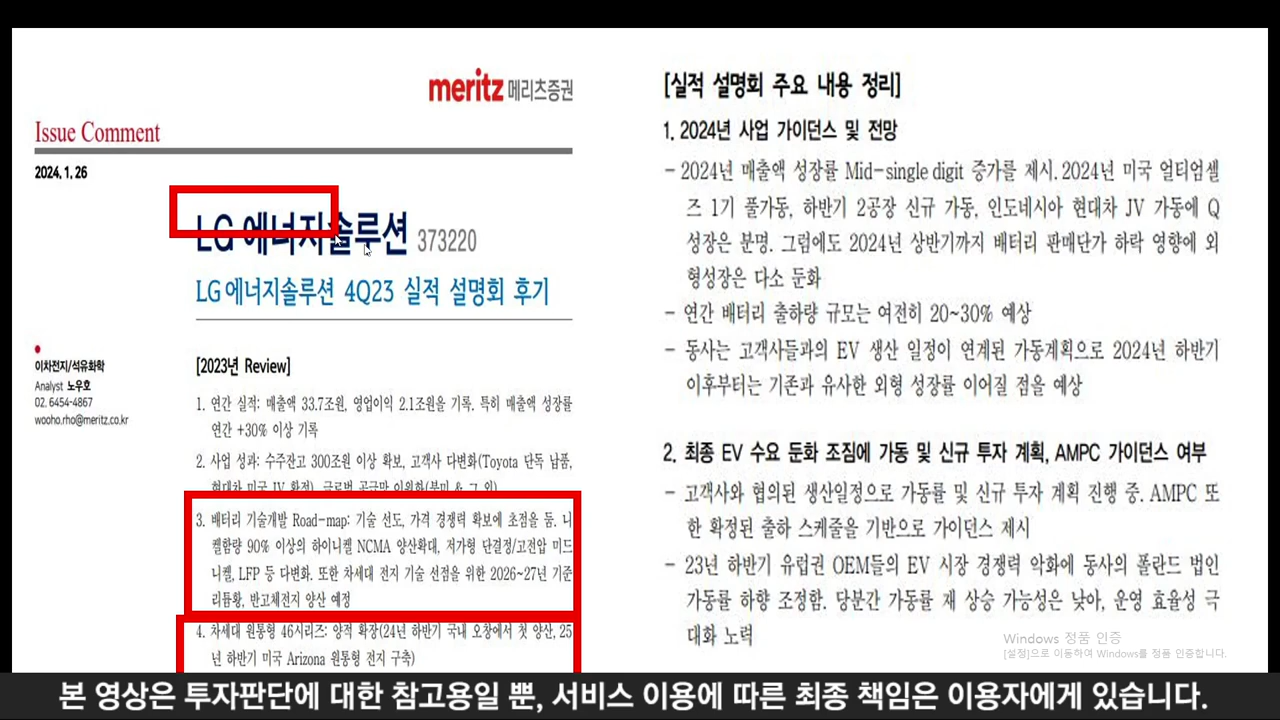 meritz 메리츠증권
Issue Comment
2024. 1. 26
LG 에너지솔루션 373220
LG 에너지솔루션 4Q23 실적 설명회 후기
이차전지/석유화학
Analyst 노우호
02. 6454-4867
wooho.rho@meritz.co.kr
[2023년 Review]
1. 연간 실적: 매출액 33.7조원, 영업이익 2.1조원을 기록. 특히 매출액 성장률
연간 +30% 이상 기록
2. 사업 성과: 수주잔고 300조원 이상 확보, 고객사 다변화(Toyota 단독 납품,
현대차 미국 JV 확정), 글로벌 공급망 이원화(북미 & 그 외)
3. 배터리 기술개발 Road-map: 기술 선도, 가격 경쟁력 확보에 초점을 둠. 니
켈함량 90% 이상의 하이니켈 NCMA 양산확대, 저가형 단결정/고전압 미드
니켈, LFP 등 다변화. 또한 차세대 전지 기술 선점을 위한 2026~27년 기준
리튬황, 반고체전지 양산 예정
4. 차세대 원통형 46시리즈: 양적 확장(24년 하반기 국내 오창에서 첫 양산, 25
년 하반기 미국 Arizona 원통형 전지 구축)
[실적 설명회 주요 내용 정리]
1. 2024년 사업 가이던스 및 전망
- 2024년 매출액 성장률 Mid-single digit 증가를 제시. 2024년 미국 얼티엄셀
즈 1기 풀가동, 하반기 2공장 신규 가동, 인도네시아 현대차 JV 가동에 Q
성장은 분명. 그럼에도 2024년 상반기까지 배터리 판매단가 하락 영향에 외
형성장은 다소 둔화
- 연간 배터리 출하량 규모는 여전히 20~30% 예상
- 동사는 고객사들과의 EV 생산 일정이 연계된 가동계획으로 2024년 하반기
이후부터는 기존과 유사한 외형 성장률 이어질 점을 예상
2. 최종 EV 수요 둔화 조짐에 가동 및 신규 투자 계획, AMPC 가이던스 여부
- 고객사와 협의된 생산일정으로 가동률 및 신규 투자 계획 진행 중. AMPC 또
한 확정된 출하 스케줄을 기반으로 가이던스 제시
- 23년 하반기 유럽권 OEM들의 EV 시장 경쟁력 악화에 동사의 폴란드 법인
가동률 하향 조정함. 당분간 가동률 재 상승 가능성은 낮아, 운영 효율성 극
대화 노력
Windows 정품 인증
[설정]으로 이동하여 Windows를 정품 인증합니다.
본 영상은 투자판단에 대한 참고용일 뿐, 서비스 이용에 따른 최종 책임은 이용자에게 있습니다.